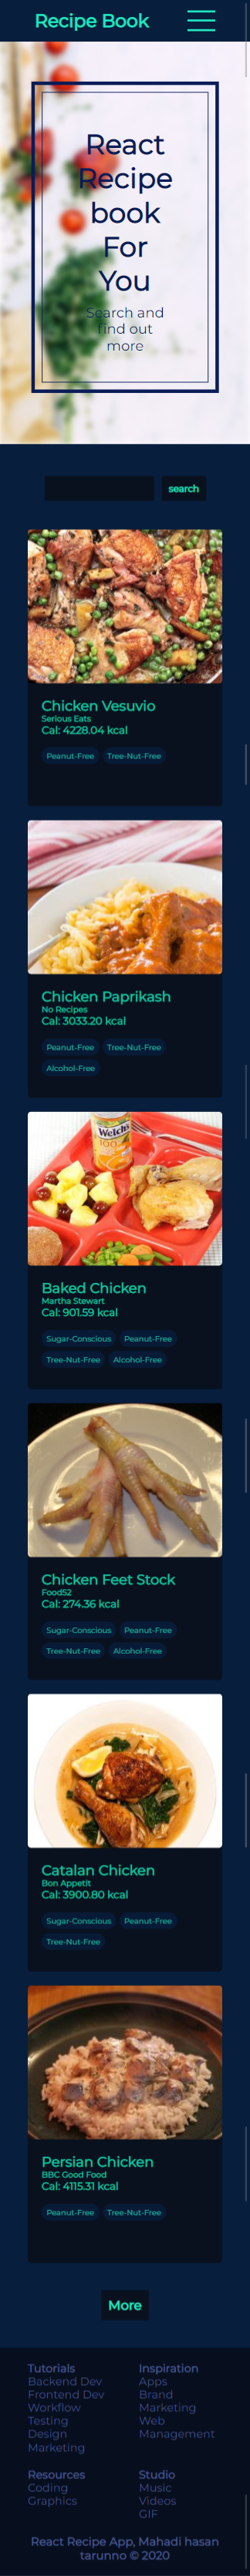 Recipe Book
React
Recipe
book
For
You
Search and
find out
more
search
Welch's
100%
Chicken Vesuvio
Serious Eats
Cal: 4228.04 kcal
Peanut-Free Tree-Nut-Free
Chicken Paprikash
No Recipes
Cal: 3033.20 kcal
Peanut-Free Tree-Nut-Free
Alcohol-Free
Baked Chicken
Martha Stewart
Cal: 901.59 kcal
Sugar-Conscious Peanut-Free
Tree-Nut-Free Alcohol-Free
Chicken Feet Stock
Food52
Cal: 274.36 kcal
Sugar-Conscious Peanut-Free
Tree-Nut-Free Alcohol-Free
Catalan Chicken
Bon Appetit
Cal: 3900.80 kcal
Sugar-Conscious Peanut-Free
Tree-Nut-Free
Persian Chicken
BBC Good Food
Cal: 4115.31 kcal
Peanut-Free Tree-Nut-Free
More
Tutorials
Backend Dev
Frontend Dev
Workflow
Testing
Design
Marketing
Inspiration
Apps
Brand
Marketing
Web
Management
Resources
Coding
Graphics
Studio
Music
Videos
GIF
React Recipe App, Mahadi hasan
tarunno © 2020